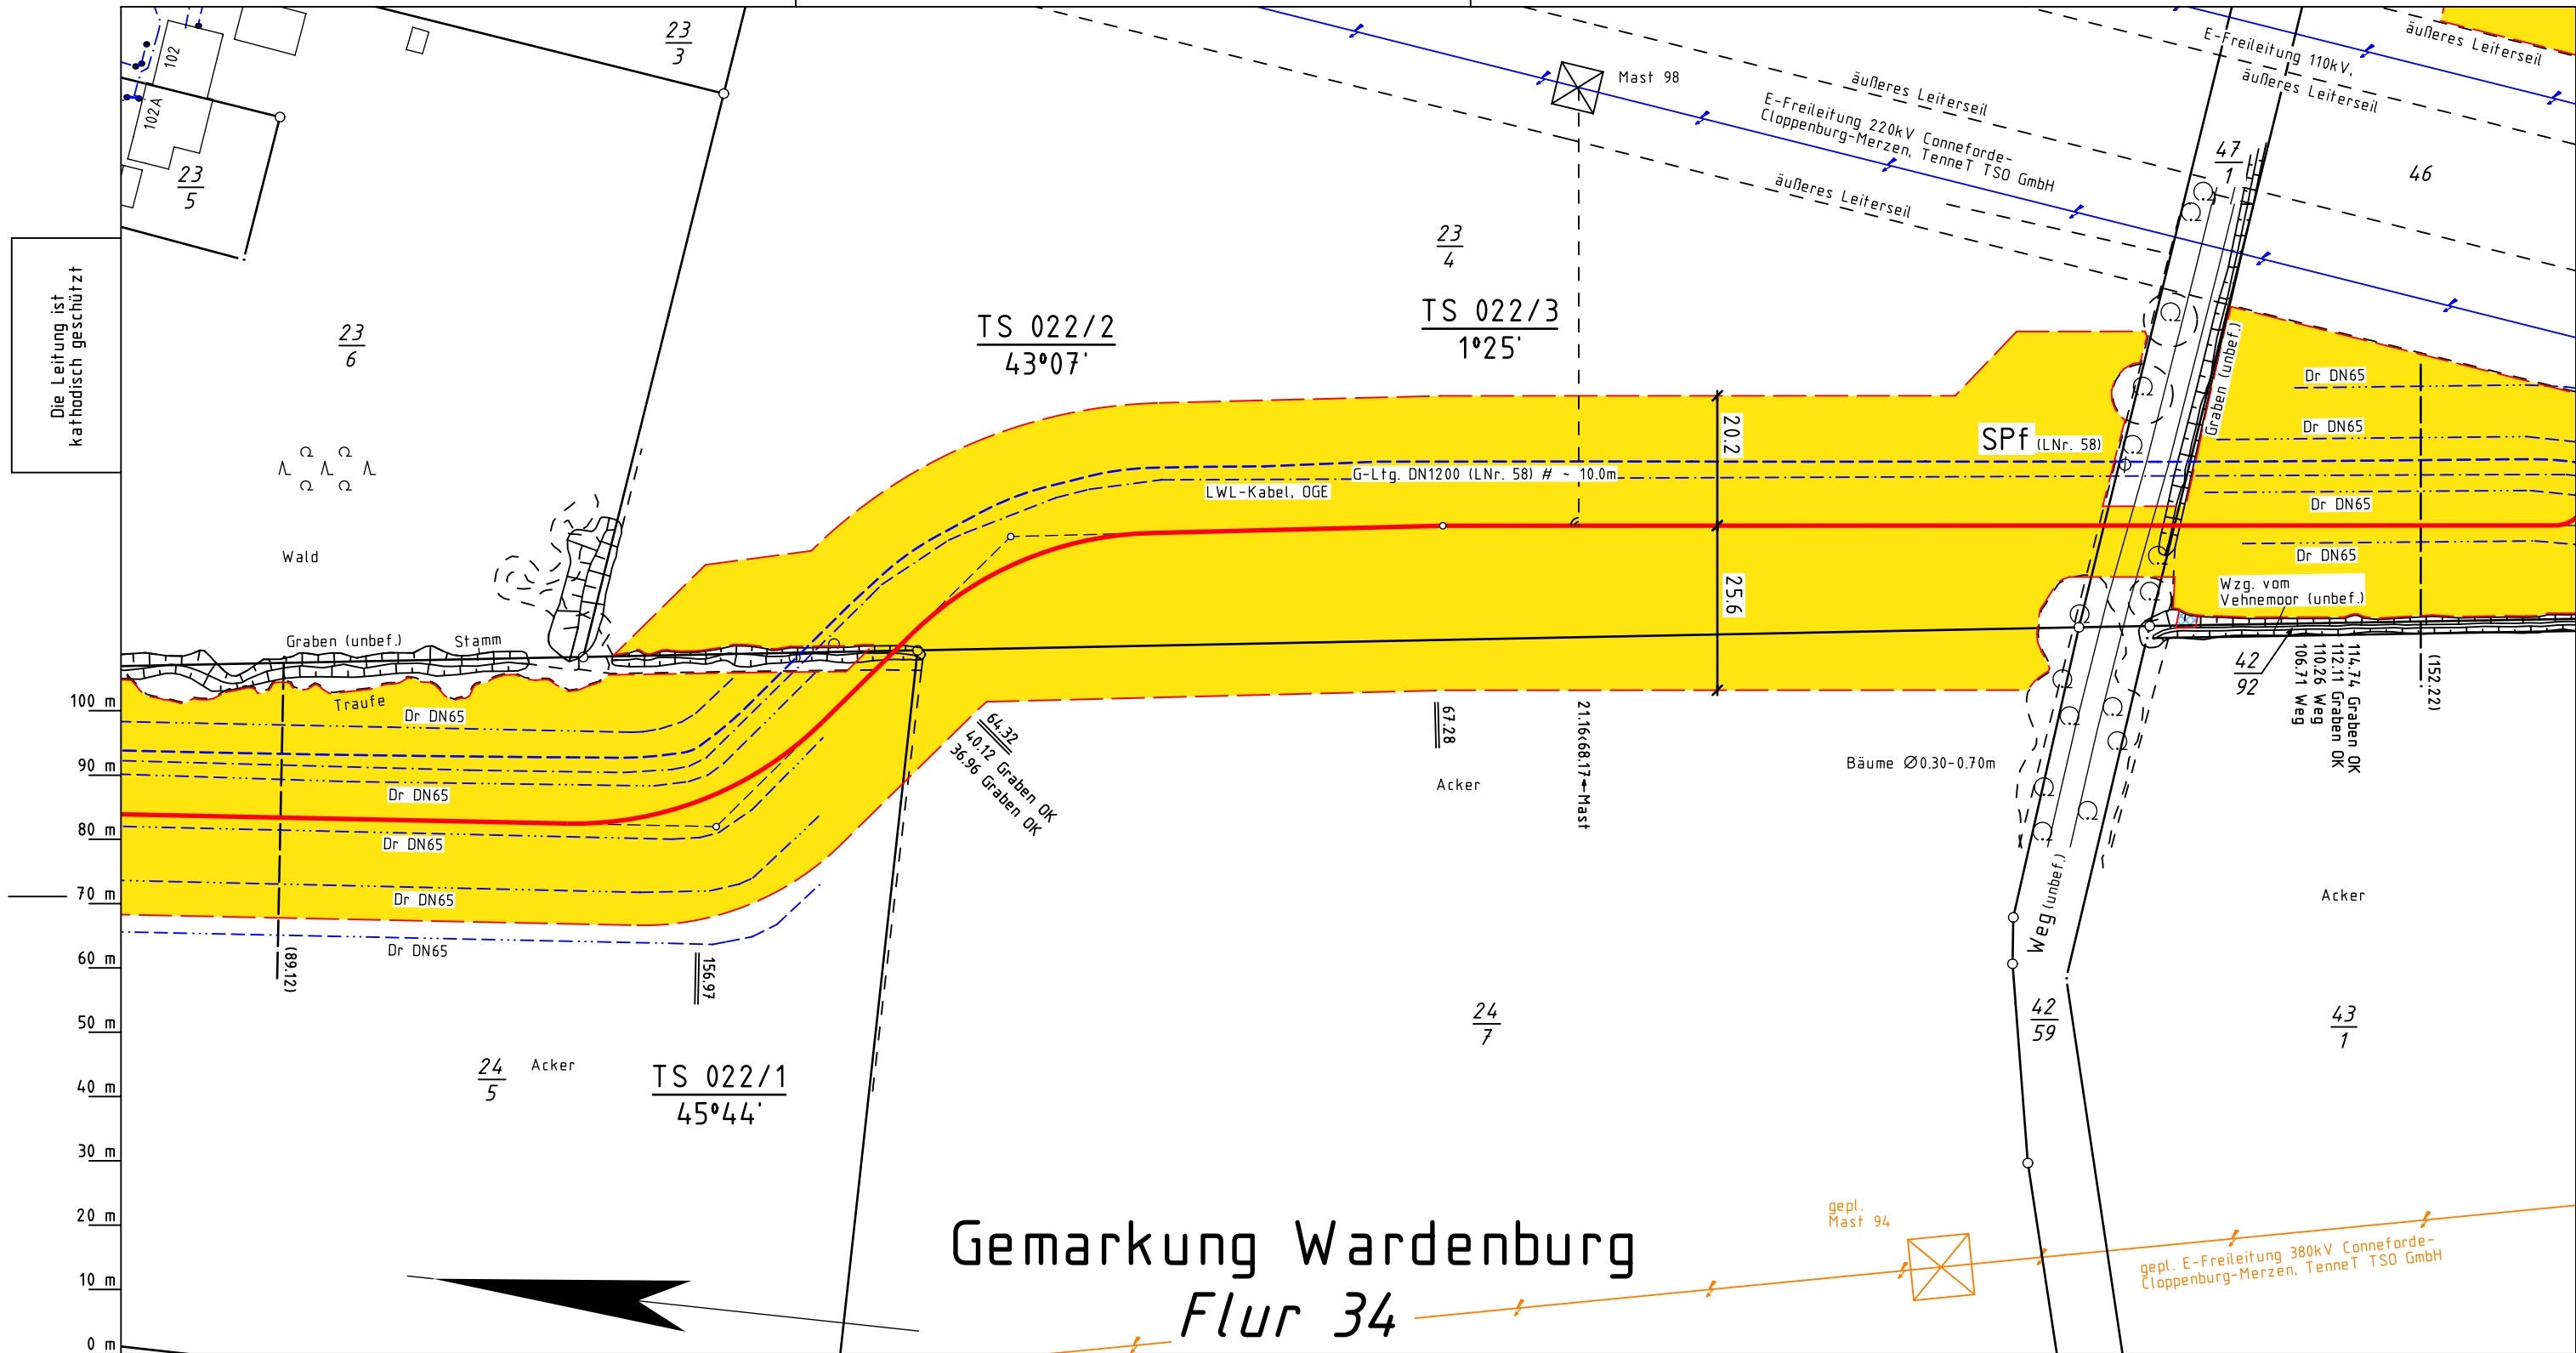 Die Leitung ist
kathodisch geschützt
102
102A
23
5
23
3
23
6
Wald
Graben (unbef.)
Stamm
Traufe
Dr DN65
Dr DN65
Dr DN65
Dr DN65
Dr DN65
100 m
90 m
80 m
70 m
60 m
50 m
40 m
30 m
20 m
10 m
0 m
(89.12)
156.97
24
5
Acker
TS 022/1
45°44'
TS 022/2
43°07'
TS 022/3
1°25'
23
4
Mast 98
äußeres Leiterseil
E-Freileitung 220kV Conneforde-
Cloppenburg-Merzen, TenneT TSO GmbH
äußeres Leiterseil
E-Freileitung 110kV,
äußeres Leiterseil
äußeres Leiterseil
47
1
46
LWL-Kabel, OGE
G-Ltg. DN1200 (LNr. 58) # ~ 10.0m
20.2
25.6
SPf (LNr. 58)
Graben (unbef.)
Dr DN65
Dr DN65
Dr DN65
Dr DN65
Wzg. vom
Vehnemoor (unbef.)
42
92
114.74 Graben OK
112.11 Graben OK
110.26 Weg
106.71 Weg
(152.22)
64.32
40.12 Graben OK
36.96 Graben OK
67.28
Acker
21.16<68.17 Mast
Bäume Ø0.30-0.70m
Weg (unbef.)
Acker
24
7
42
59
43
1
Gemarkung Wardenburg
Flur 34
gepl.
Mast 94
gepl. E-Freileitung 380kV Conneforde-
Cloppenburg-Merzen, TenneT TSO GmbH